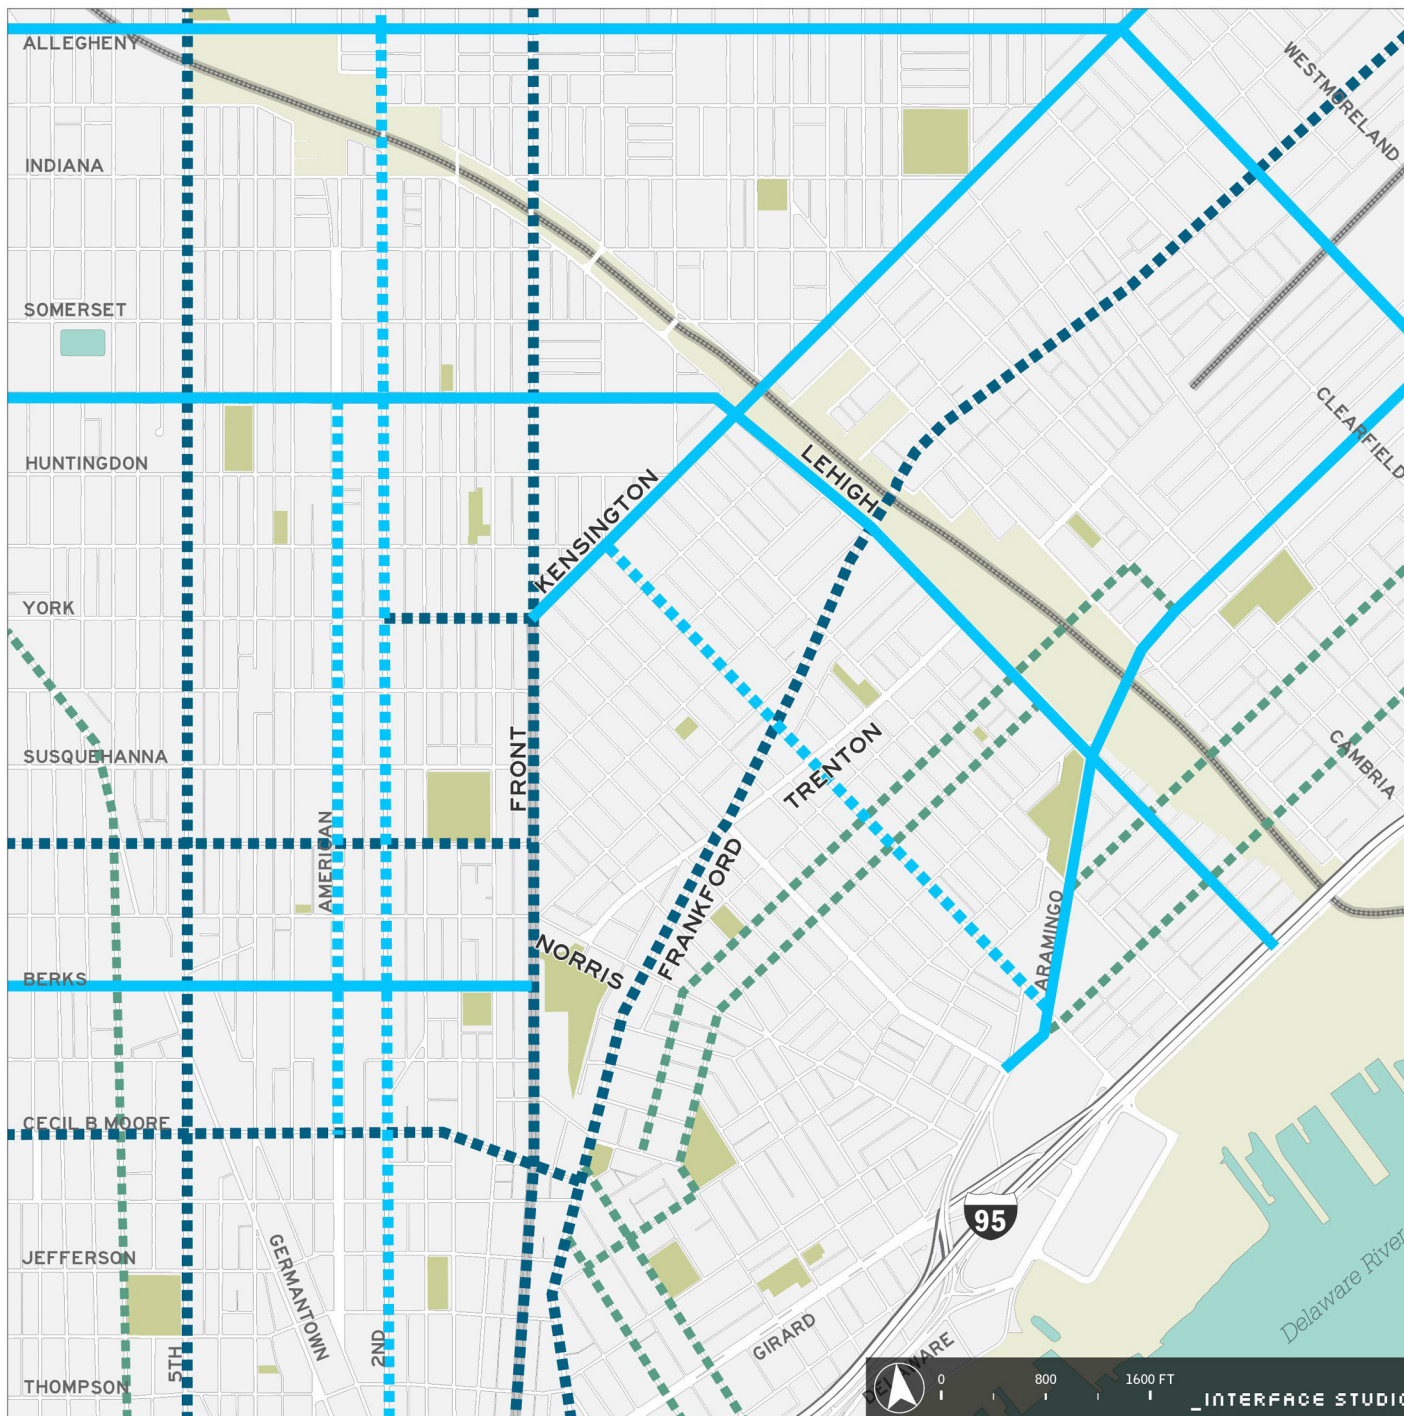 ALLEGHENY
WESTMORELAND
INDIANA
SOMERSET
CLEARFIELD
HUNTINGDON
LEHIGH
KENSINGTON
YORK
SUSQUEHANNA
FRONT
TRENTON
CAMBRIA
AMERICAN
FRANKFORD
ARAMINGO
NORRIS
BERKS
CECIL B MOORE
95
JEFFERSON
GERMANTOWN
Delaware River
GIRARD
2ND
5TH
DELAWARE
THOMPSON
0 800 1600 FT
_INTERFACE STUDIO